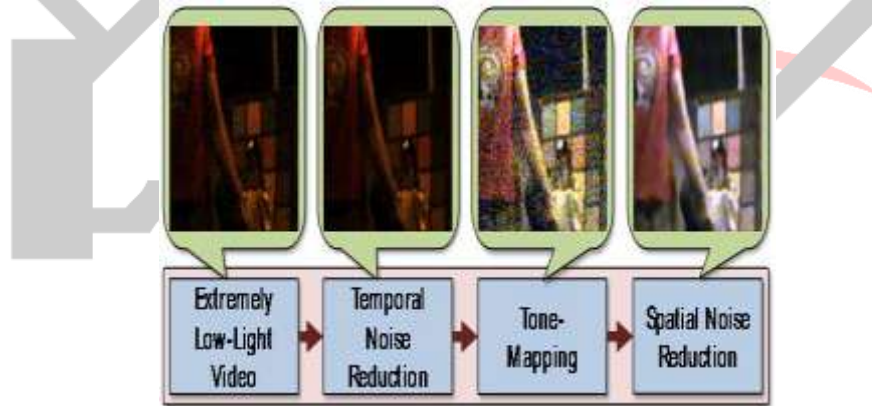 Extremely
Low-Light
Video
Temporal
Noise
Reduction
Tone-
Mapping
Spatial Noise
Reduction